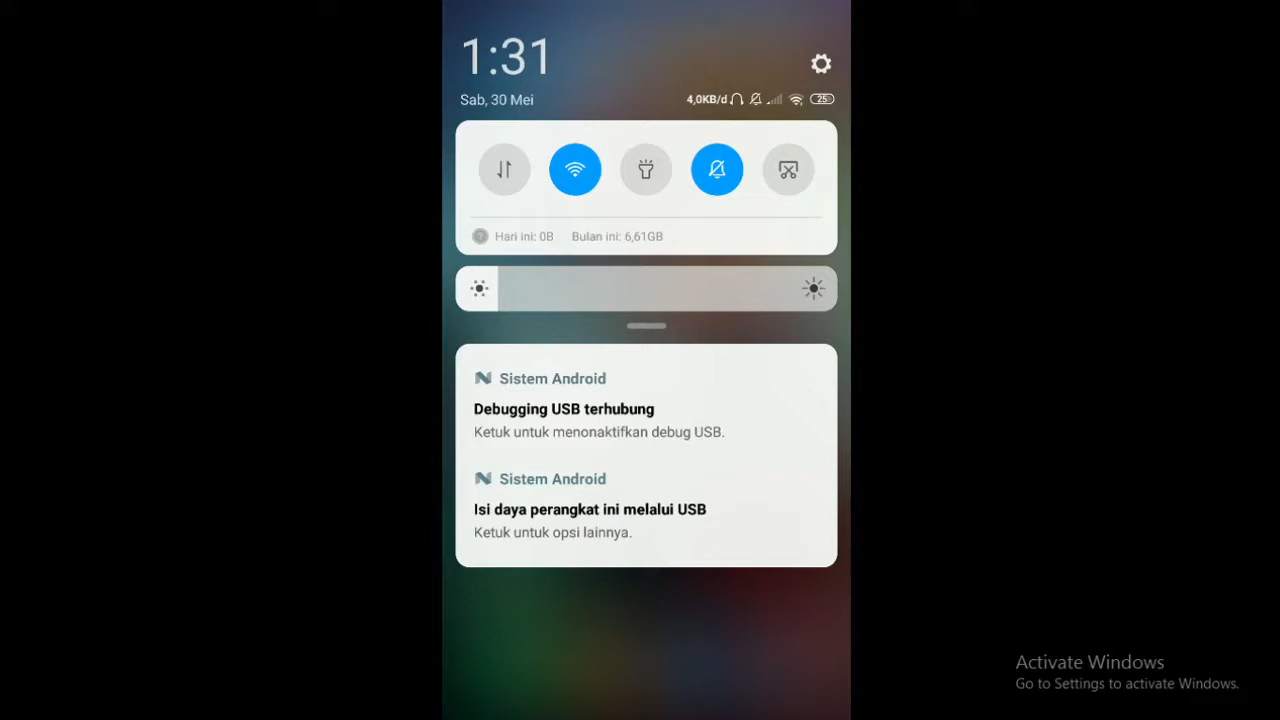 1:31
Sab, 30 Mei
4,0KB/d
25
Hari ini: 0B Bulan ini: 6,61GB
Sistem Android
Debugging USB terhubung
Ketuk untuk menonaktifkan debug USB.
Sistem Android
Isi daya perangkat ini melalui USB
Ketuk untuk opsi lainnya.
Activate Windows
Go to Settings to activate Windows.